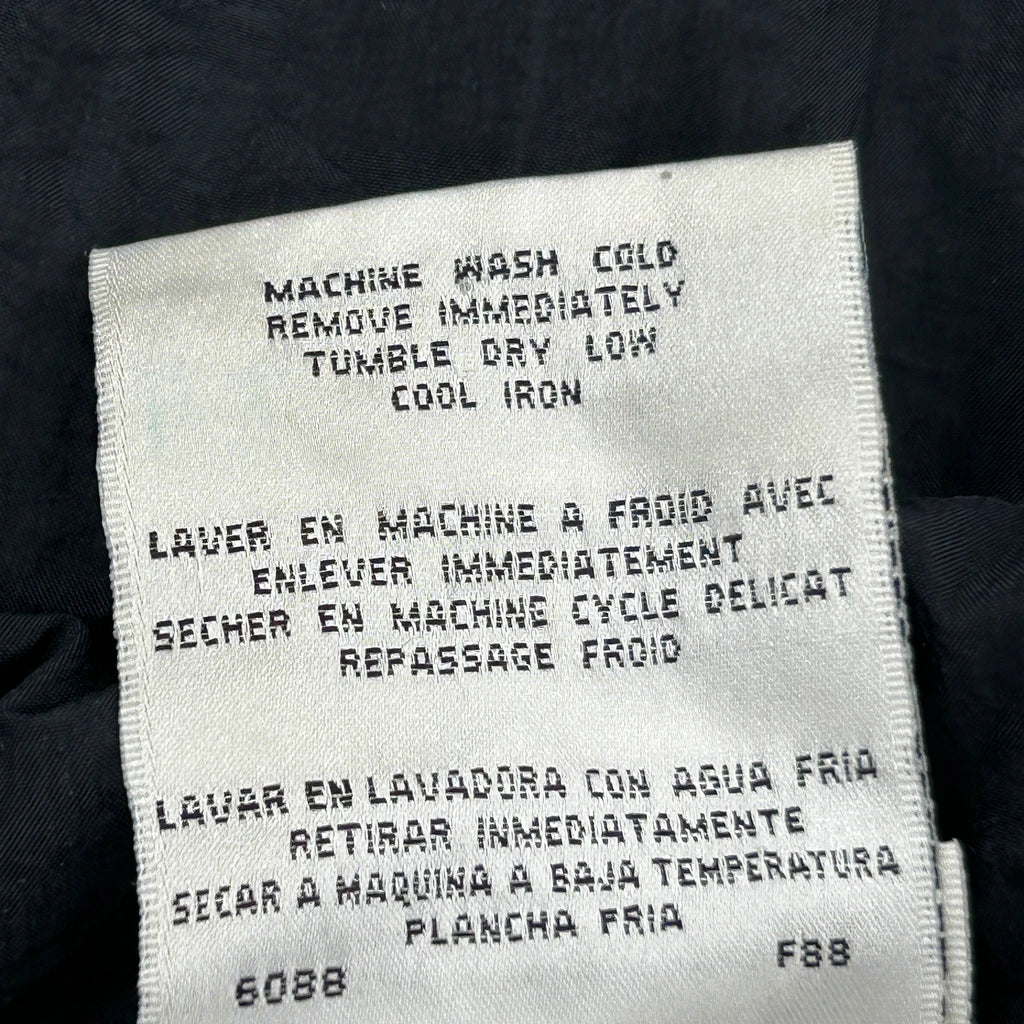 MACHINE WASH COLD
REMOVE IMMEDIATELY
TUMBLE DRY LOW
COOL IRON
LAVER EN MACHINE A FROID AVEC
ENLEVER IMMEDIATEMENT
SECHER EN MACHINE CYCLE DELICAT
REPASSAGE FROID
LAVAR EN LAVADORA CON AGUA FRIA
RETIRAR INMEDIATAMENTE
SECAR A MAQUINA A BAJA TEMPERATURA
PLANCHA FRIA
6088 F88